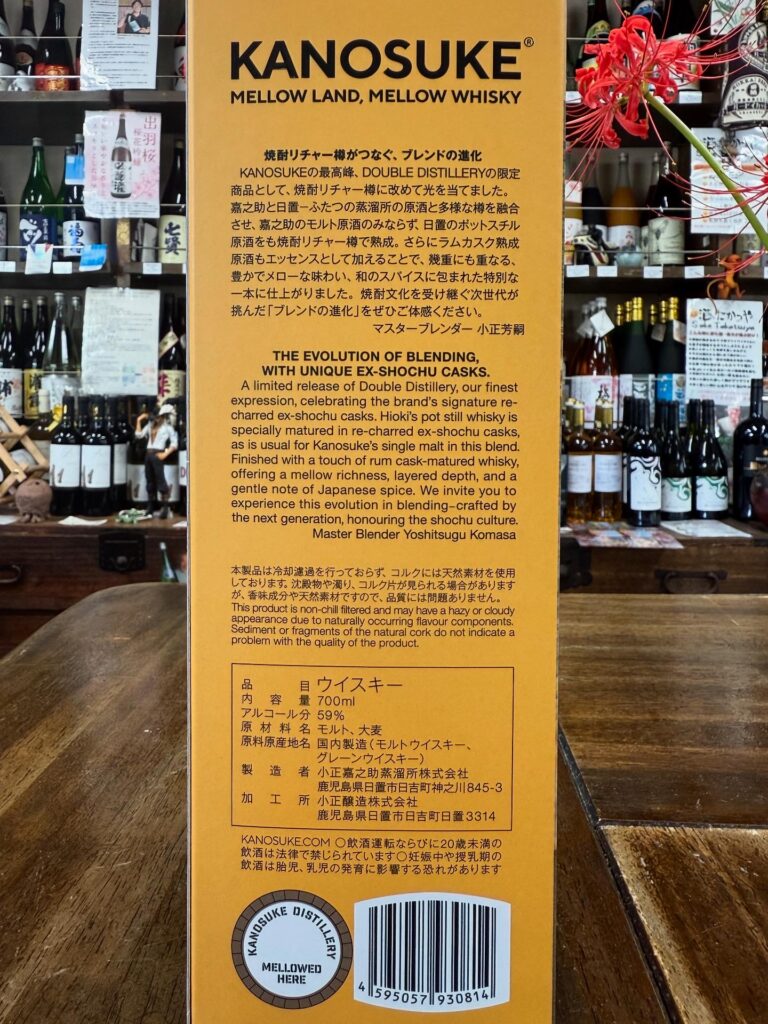 KANOSUKE®
MELLOW LAND, MELLOW WHISKY
焼酎リチャー樽がつなぐ、ブレンドの進化
KANOSUKEの最高峰、DOUBLE DISTILLERYの限定
商品として、焼酎リチャー樽に改めて光を当てました。
嘉之助と日置–ふたつの蒸溜所の原酒と多様な樽を融合
させ、嘉之助のモルト原酒のみならず、日置のポットスチル
原酒をも焼酎リチャー樽で熟成。さらにラムカスク熟成
原酒もエッセンスとして加えることで、幾重にも重なる、
豊かでメローな味わい、和のスパイスに包まれた特別な
一本に仕上がりました。焼酎文化を受け継ぐ次世代が
挑んだ「ブレンドの進化」をぜひご体感ください。
マスターブレンダー 小正芳嗣
THE EVOLUTION OF BLENDING,
WITH UNIQUE EX-SHOCHU CASKS.
A limited release of Double Distillery, our finest
expression, celebrating the brand's signature re-
charred ex-shochu casks. Hioki's pot still whisky is
specially matured in re-charred ex-shochu casks,
as is usual for Kanosuke's single malt in this blend.
Finished with a touch of rum cask-matured whisky,
offering a mellow richness, layered depth, and a
gentle note of Japanese spice. We invite you to
experience this evolution in blending–crafted by
the next generation, honouring the shochu culture.
Master Blender Yoshitsugu Komasa
本製品は冷却濾過を行っておらず、コルクには天然素材を使用
しております。沈殿物や濁り、コルク片が見られる場合があります
が、香味成分や天然素材ですので、品質には問題ありません。
This product is non-chill filtered and may have a hazy or cloudy
appearance due to naturally occurring flavour components.
Sediment or fragments of the natural cork do not indicate a
problem with the quality of the product.
品目 ウイスキー
内容量 700ml
アルコール分 59%
原材料名 モルト、大麦
原料原産地名 国内製造(モルトウイスキー、
グレーンウイスキー)
製造者 小正嘉之助蒸溜所株式会社
鹿児島県日置市日吉町神之川845-3
加工所 小正醸造株式会社
鹿児島県日置市日吉町日置3314
KANOSUKE.COM ○飲酒運転ならびに20歳未満の
飲酒は法律で禁じられています○妊娠中や授乳期の
飲酒は胎児、乳児の発育に影響する恐れがあります
KANOSUKE DISTILLERY
MELLOWED
HERE
4 595057 930814
出羽桜
桜花吟醸
七賢